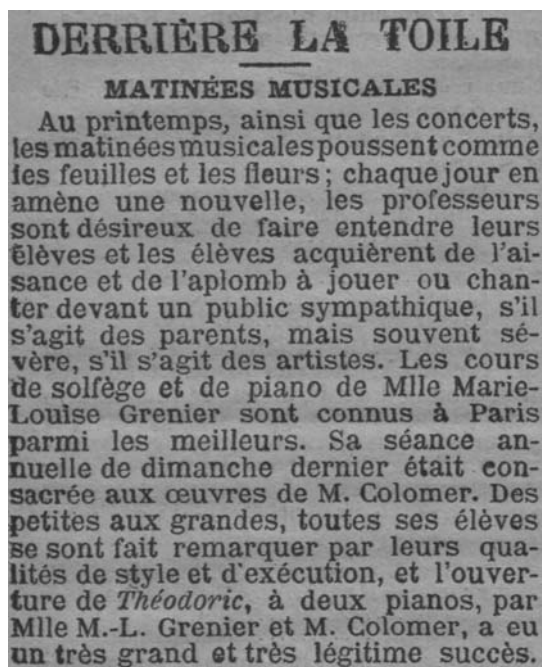 DERRIÈRE LA TOILE
MATINÉES MUSICALES
Au printemps, ainsi que les concerts,
les matinées musicales poussent comme
les feuilles et les fleurs ; chaque jour en
amène une nouvelle, les professeurs
sont désireux de faire entendre leurs
élèves et les élèves acquièrent de l'ai-
sance et de l'aplomb à jouer ou chan-
ter devant un public sympathique, s'il
s'agit des parents, mais souvent sé-
vère, s'il s'agit des artistes. Les cours
de solfège et de piano de Mlle Marie-
Louise Grenier sont connus à Paris
parmi les meilleurs. Sa séance an-
nuelle de dimanche dernier était con-
sacrée aux œuvres de M. Colomer. Des
petites aux grandes, toutes ses élèves
se sont fait remarquer par leurs qua-
lités de style et d'exécution, et l'ouver-
ture de Théodoric, à deux pianos, par
Mlle M.-L. Grenier et M. Colomer, a eu
un très grand et très légitime succès.